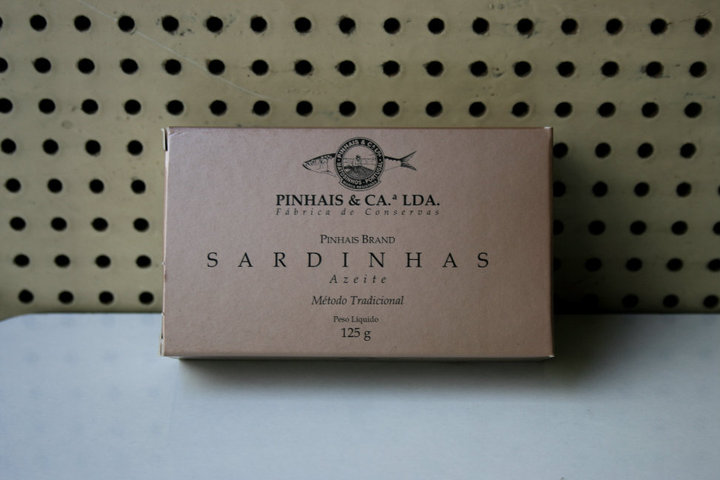 PINHAIS & CA.ª LDA.
Fábrica de Conservas
PINHAIS BRAND
SARDINHAS
Azeite
Método Tradicional
Peso Líquido
125 g